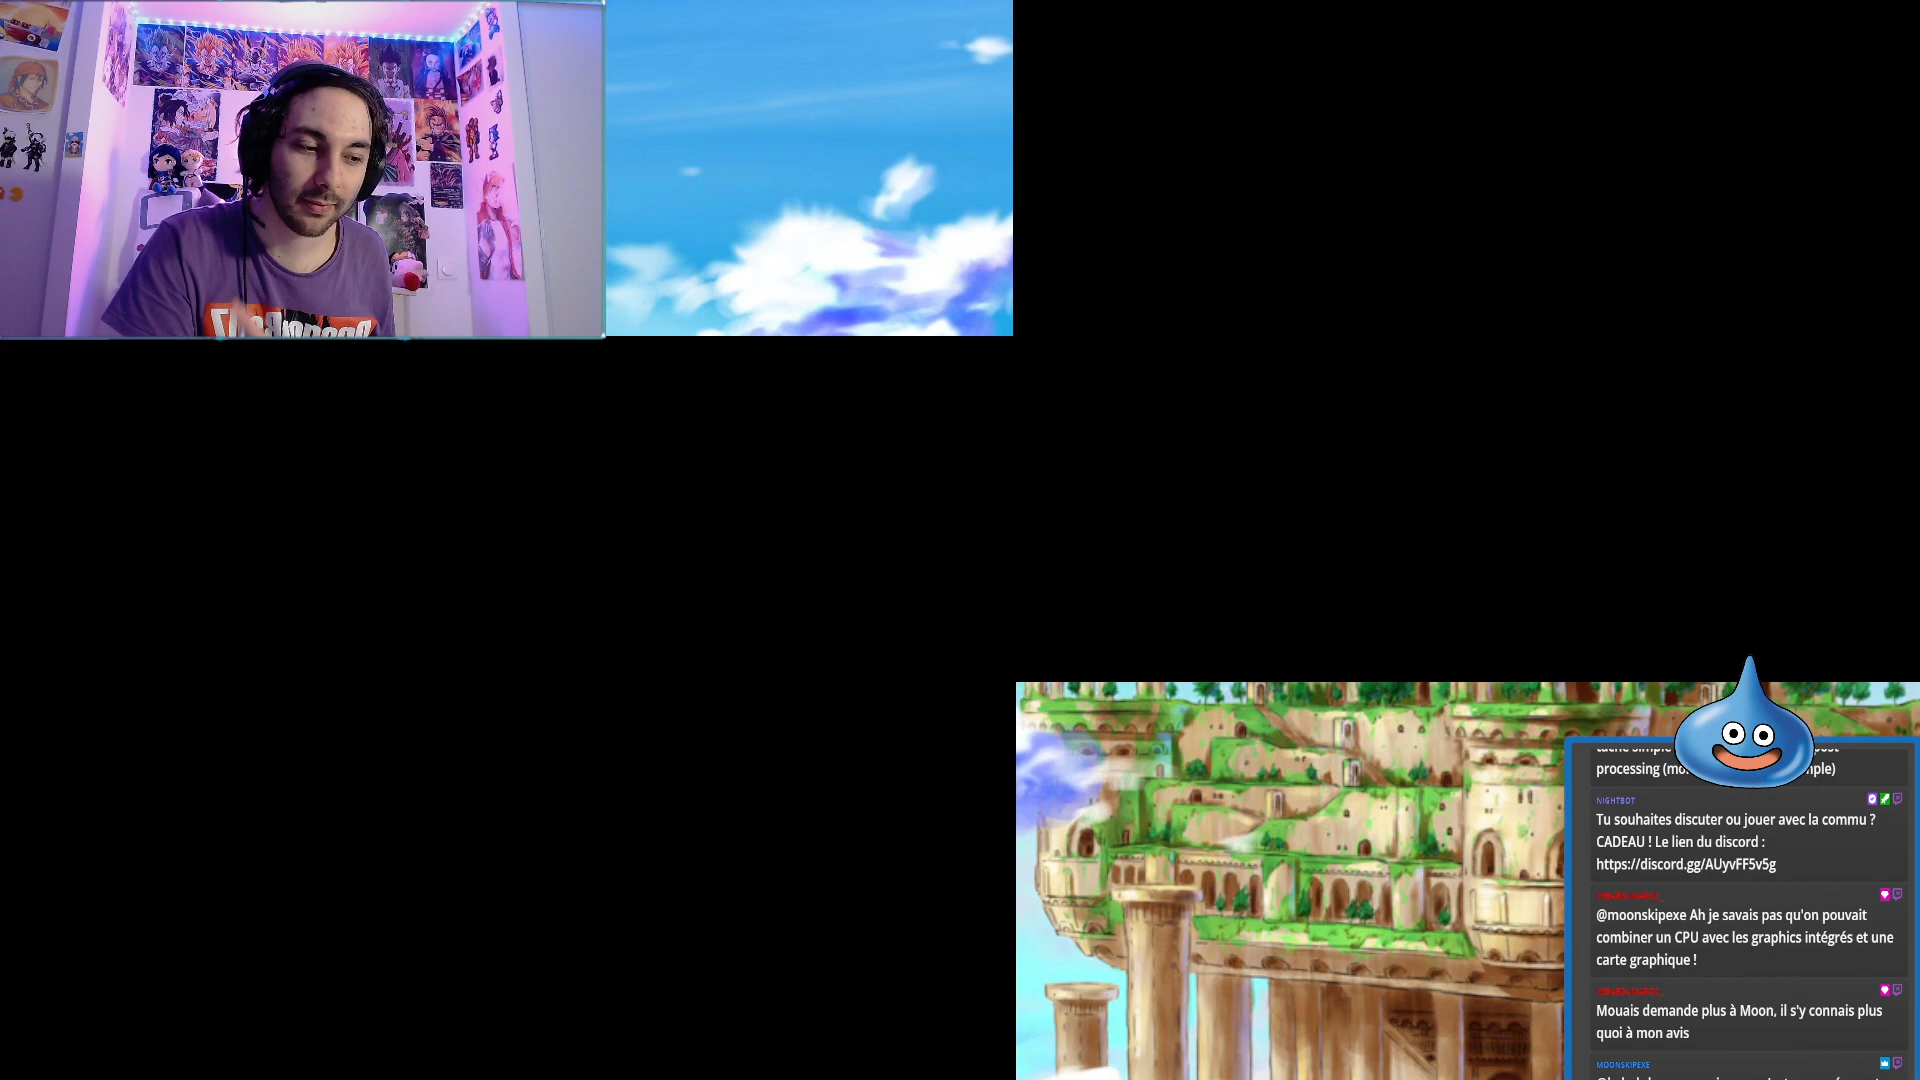 processing
NIGHTBOT
Tu souhaites discuter ou jouer avec la commu ?
CADEAU ! Le lien du discord :
https://discord.gg/AUyvFF5v5g
@moonskipexe Ah je savais pas qu'on pouvait
combiner un CPU avec les graphics intégrés et une
carte graphique !
Mouais demande plus à Moon, il s'y connais plus
quoi à mon avis
MOONSKIPEXE